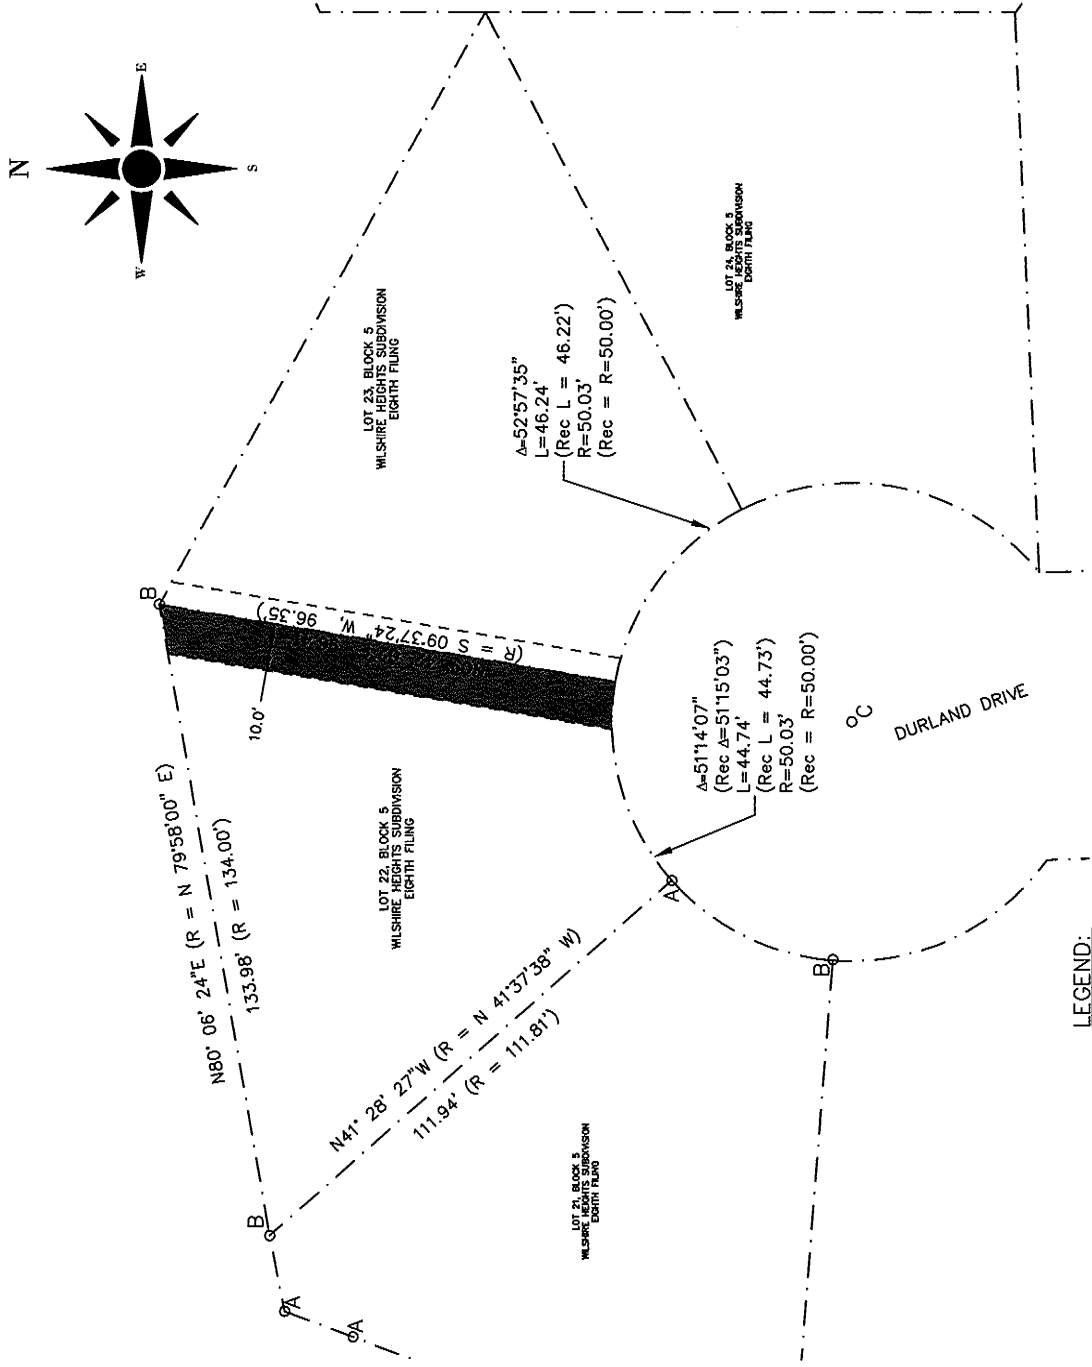 N
E
W
S
LOT 23, BLOCK 5
WILSHIRE HEIGHTS SUBDIVISION
EIGHTH FILING
LOT 24, BLOCK 5
WILSHIRE HEIGHTS SUBDIVISION
EIGHTH FILING
Δ=52°57'35"
L=46.24'
(Rec L = 46.22')
R=50.03'
(Rec = R=50.00')
B
(R = S 09°37'24" W, 96.35')
10.0'
N80° 06' 24"E (R = N 79°58'00" E)
133.98' (R = 134.00')
LOT 22, BLOCK 5
WILSHIRE HEIGHTS SUBDIVISION
EIGHTH FILING
Δ=51°14'07"
(Rec Δ=51°15'03")
L=44.74'
(Rec L = 44.73')
R=50.03'
(Rec = R=50.00')
C
DURLAND DRIVE
A
B
N41° 28' 27"W (R = N 41°37'38" W)
111.94' (R = 111.81')
B
A
A
LOT 21, BLOCK 5
WILSHIRE HEIGHTS SUBDIVISION
EIGHTH FILING
LEGEND: